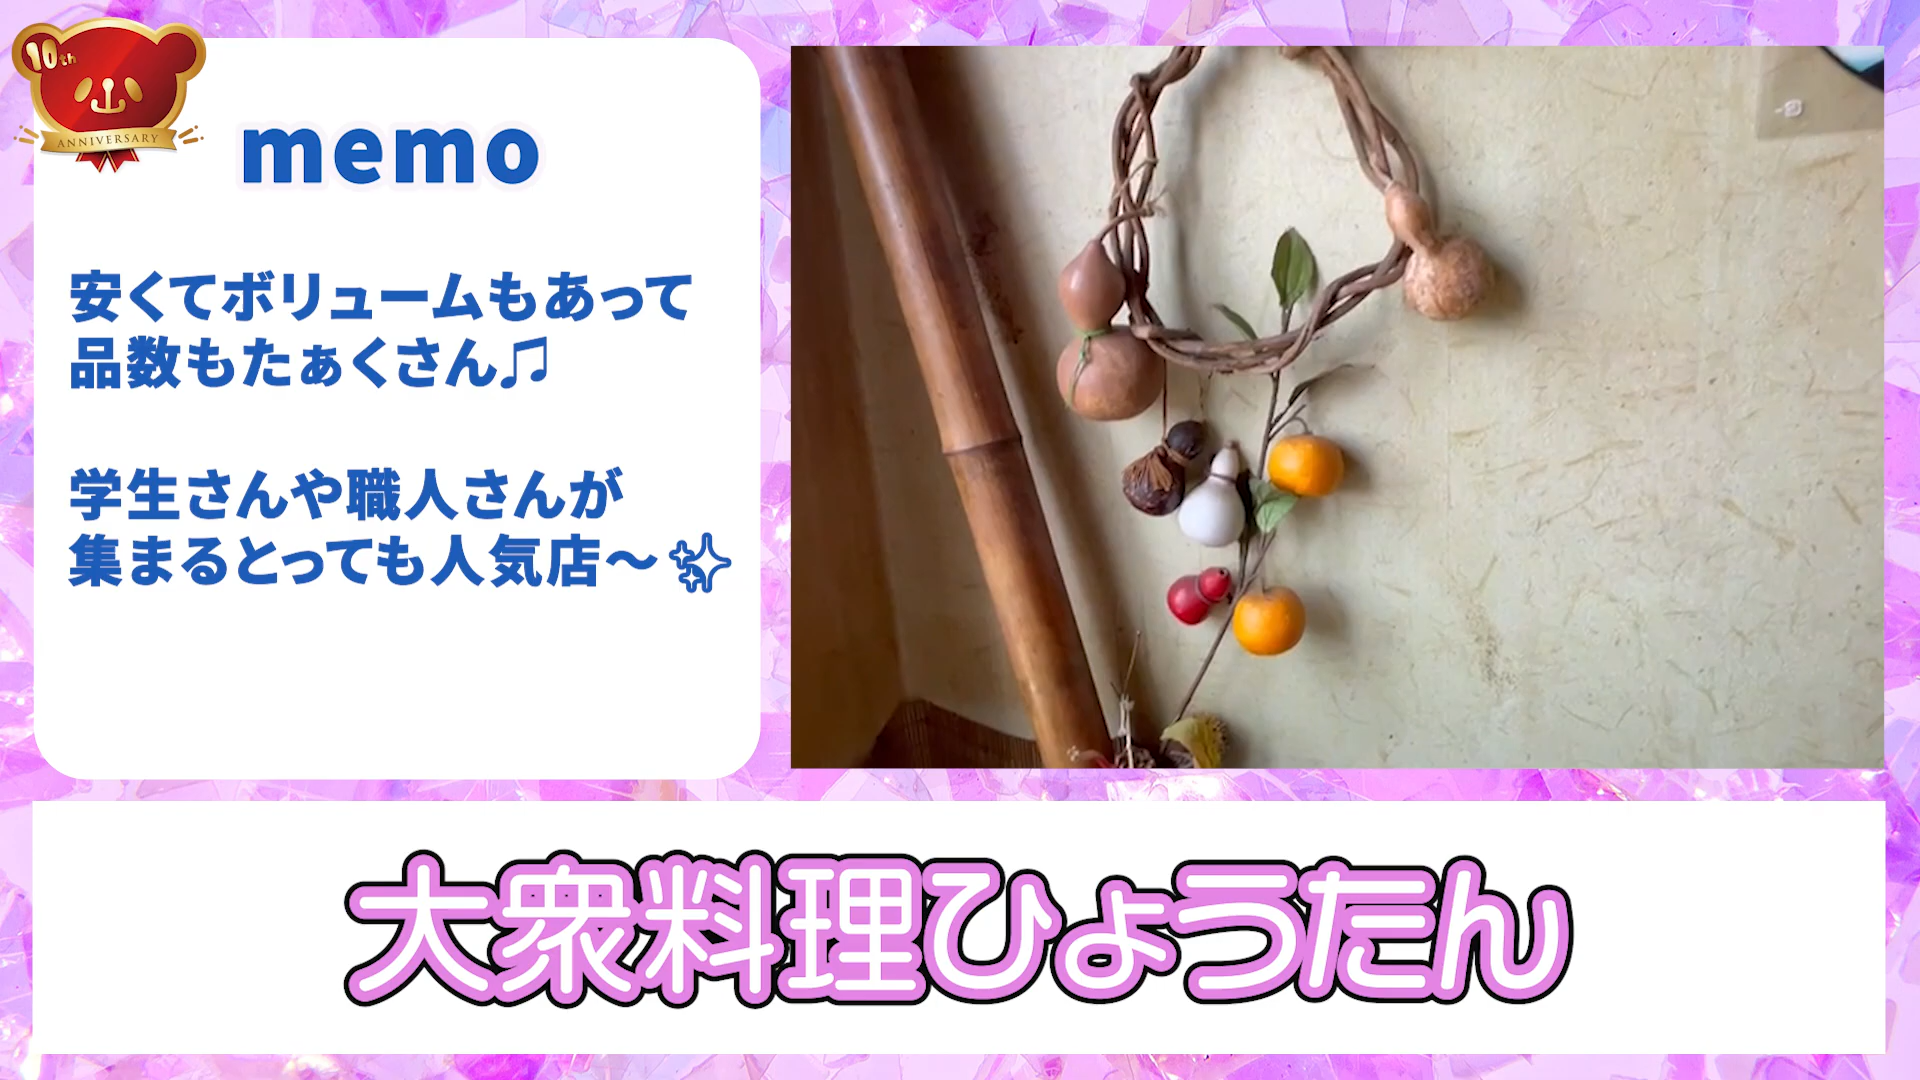 10th
ANNIVERSARY
memo
安くてボリュームもあって
品数もたぁくさん♫
学生さんや職人さんが
集まるとっても人気店〜✨
大衆料理ひょうたん